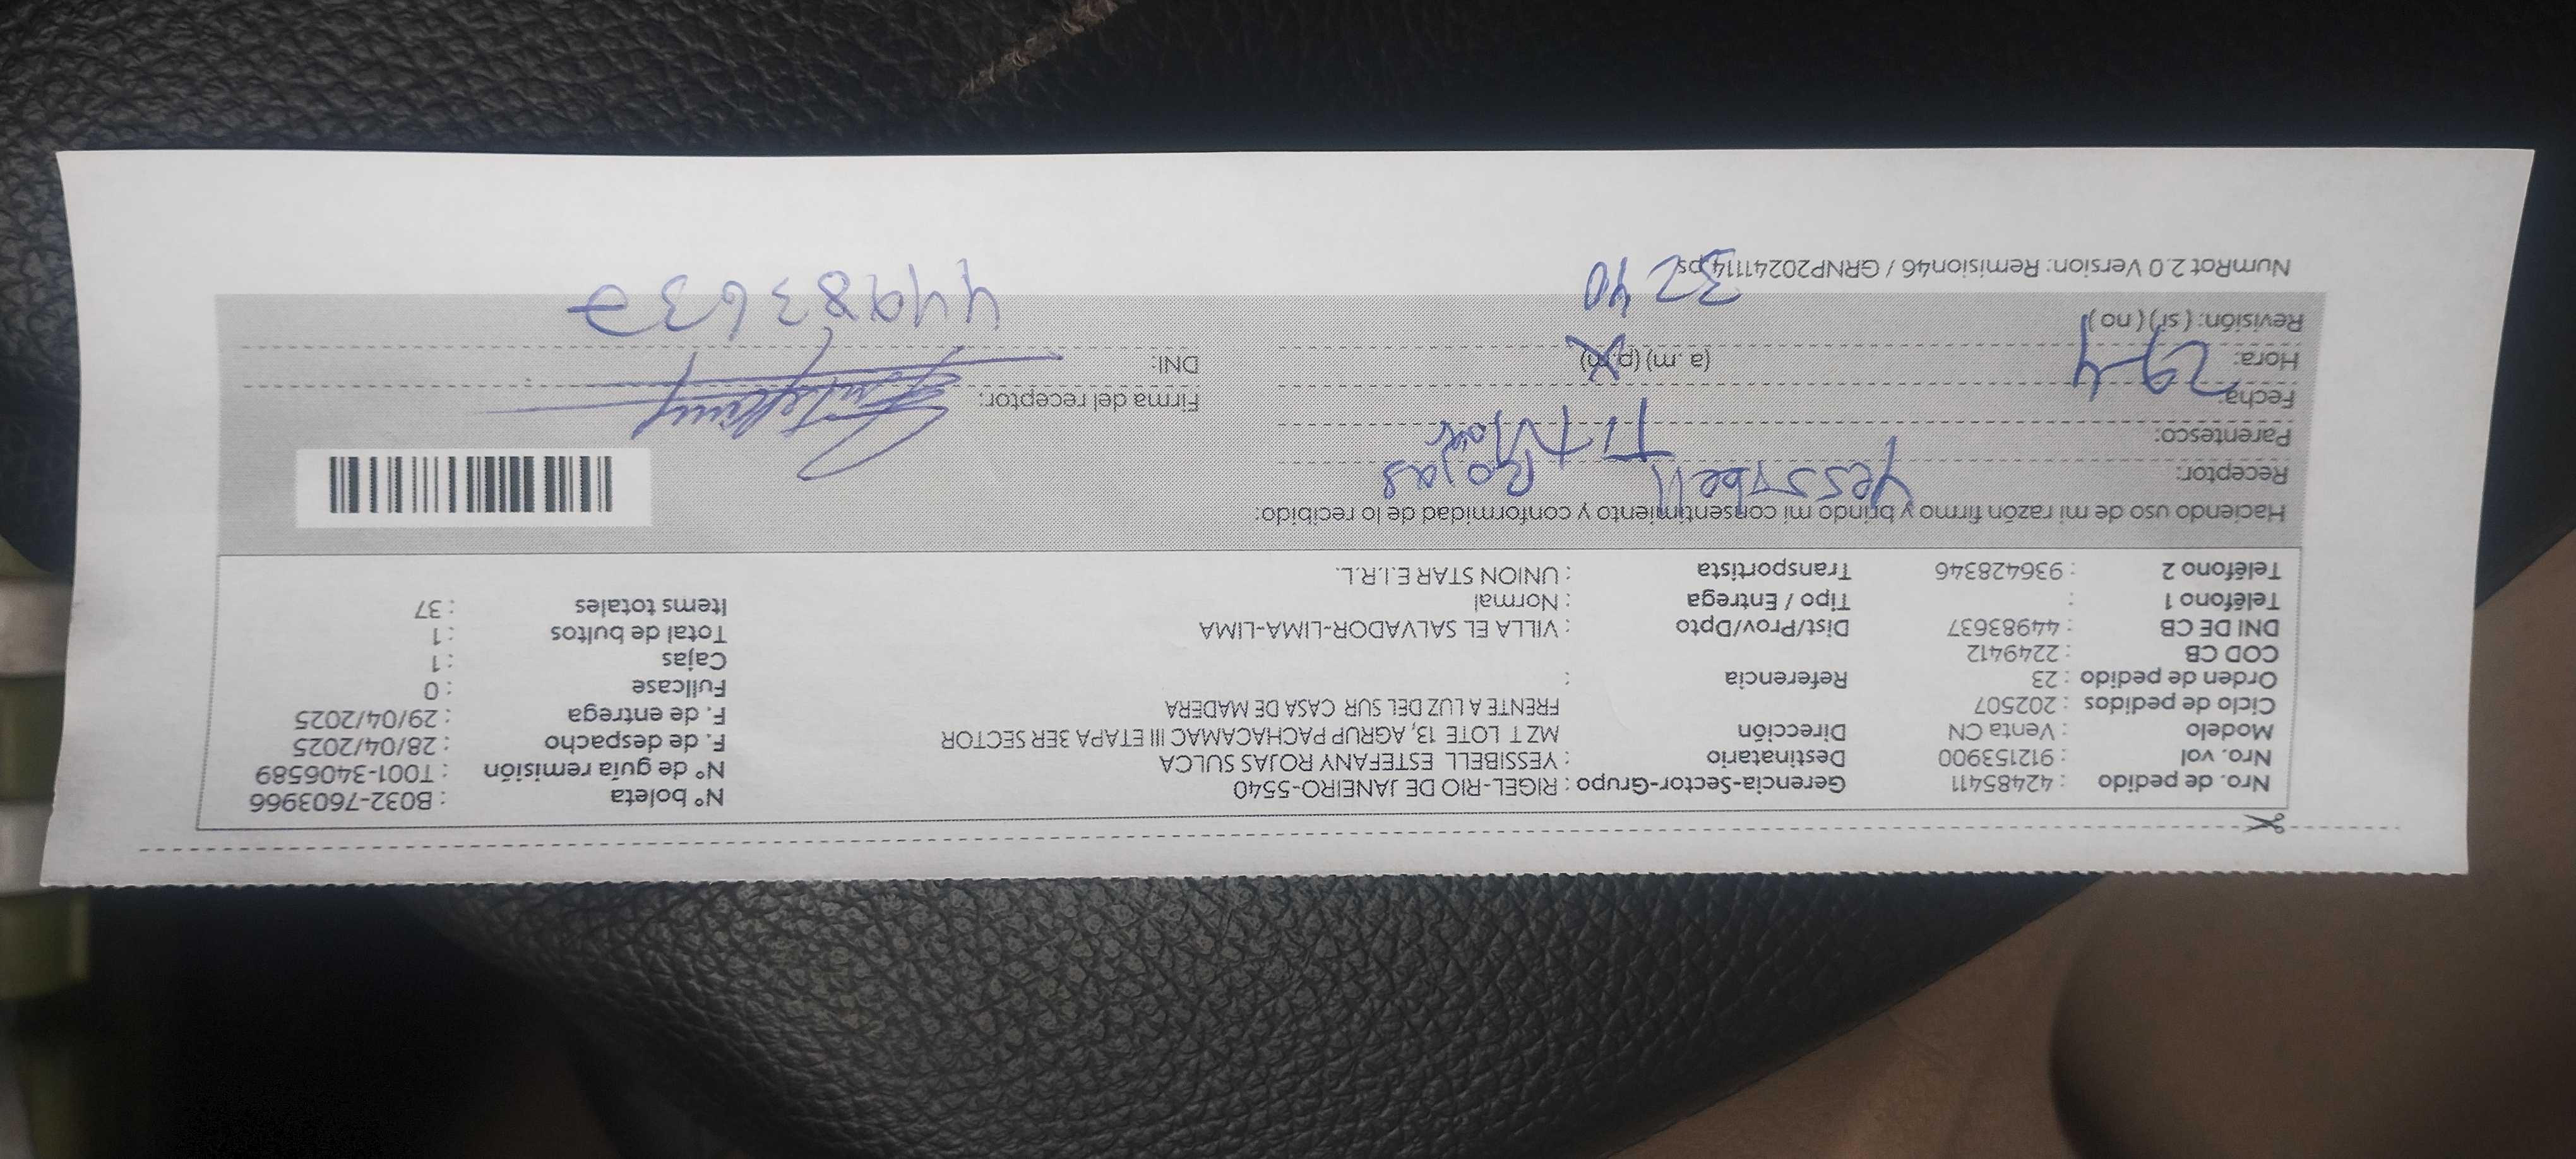 Nro. de pedido : 42485411 Gerencia-Sector-Grupo : RIGEL-RIO DE JANEIRO-5540 N° boleta : B032-7603966
Nro. vol : 912153900 Destinatario : YESSIBELL ESTEFANY ROJAS SULCA N° de guía remisión : T001-3406589
Modelo : Venta CN Dirección MZ T LOTE 13, AGRUP PACHACAMAC III ETAPA 3ER SECTOR F. de despacho : 28/04/2025
Ciclo de pedidos : 202507 FRENTE A LUZ DEL SUR CASA DE MADERA F. de entrega : 29/04/2025
Orden de pedido : 23 Referencia : Fullcase : 0
COD CB : 2249412 Cajas : 1
DNI DE CB : 44983637 Dist/Prov/Dpto : VILLA EL SALVADOR-LIMA-LIMA Total de bultos : 1
Teléfono 1 : Tipo / Entrega : Normal Items totales : 37
Teléfono 2 : 936428346 Transportista : UNION STAR E.I.R.L.
Haciendo uso de mi razón firmo y brindo mi consentimiento y conformidad de lo recibido:
Receptor: Yessybell Rojas
Parentesco: Tit
Fecha: 29-4 Firma del receptor:
Hora: (a .m) (p.m) X DNI:
Revisión: ( sí ) ( no ) 32 40 44983637
NumRot 2.0 Version: Remision46 / GRNP20241114.ps